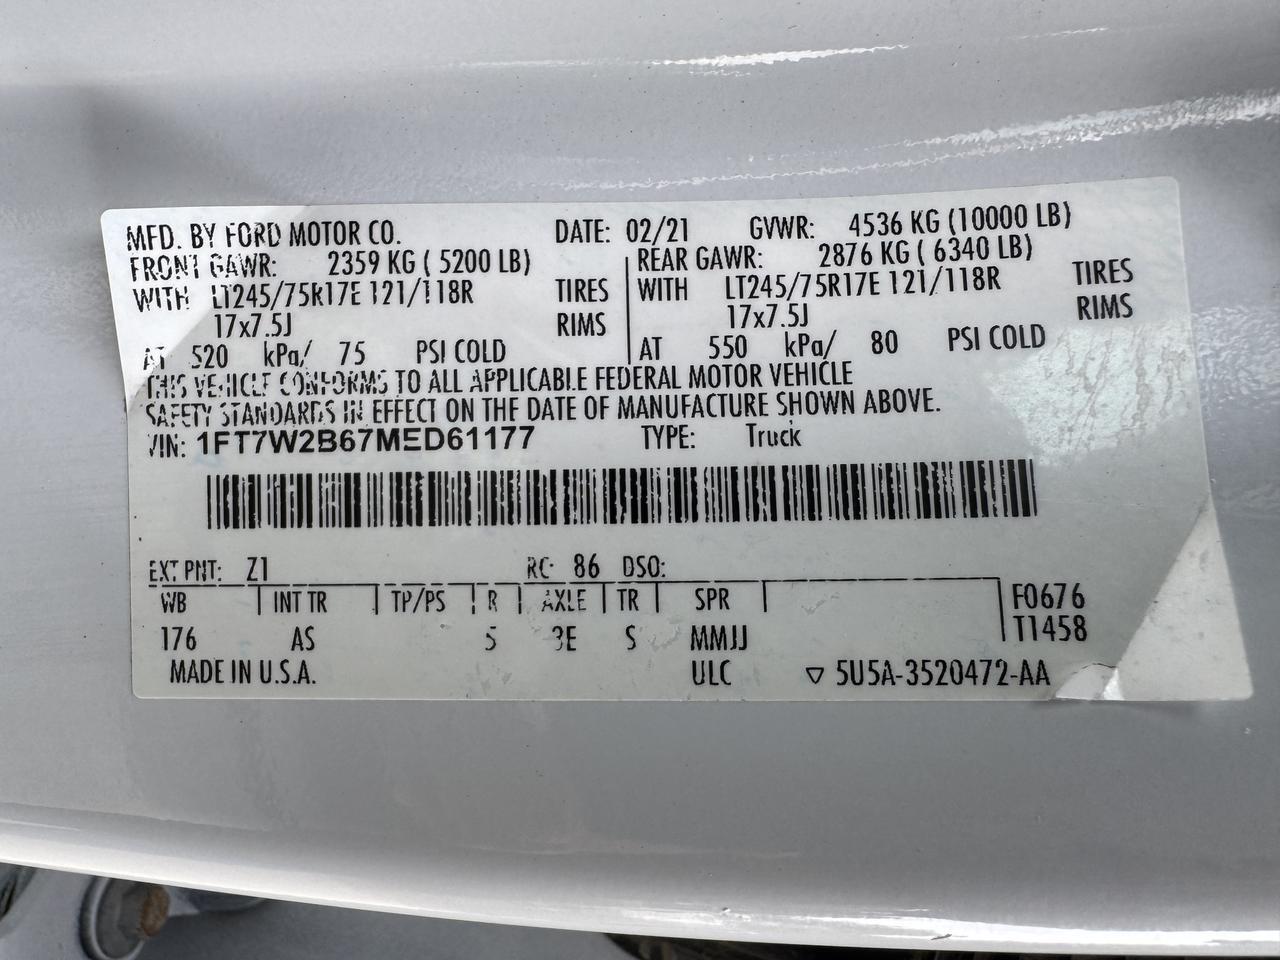 MFD. BY FORD MOTOR CO. DATE: 02/21 GVWR: 4536 KG (10000 LB)
FRONT GAWR: 2359 KG ( 5200 LB) REAR GAWR: 2876 KG ( 6340 LB)
WITH LT245/75R17E 121/118R TIRES WITH LT245/75R17E 121/118R TIRES
17x7.5J RIMS 17x7.5J RIMS
AT 520 kPa/ 75 PSI COLD AT 550 kPa/ 80 PSI COLD
THIS VEHICLE CONFORMS TO ALL APPLICABLE FEDERAL MOTOR VEHICLE
SAFETY STANDARDS IN EFFECT ON THE DATE OF MANUFACTURE SHOWN ABOVE.
VIN: 1FT7W2B67MED61177 TYPE: Truck
EXT PNT: Z1 RC: 86 DSO:
WB INT TR TP/PS R AXLE TR SPR F0676
176 AS 5 3E S MMJJ T1458
MADE IN U.S.A. ULC ▽ 5U5A-3520472-AA